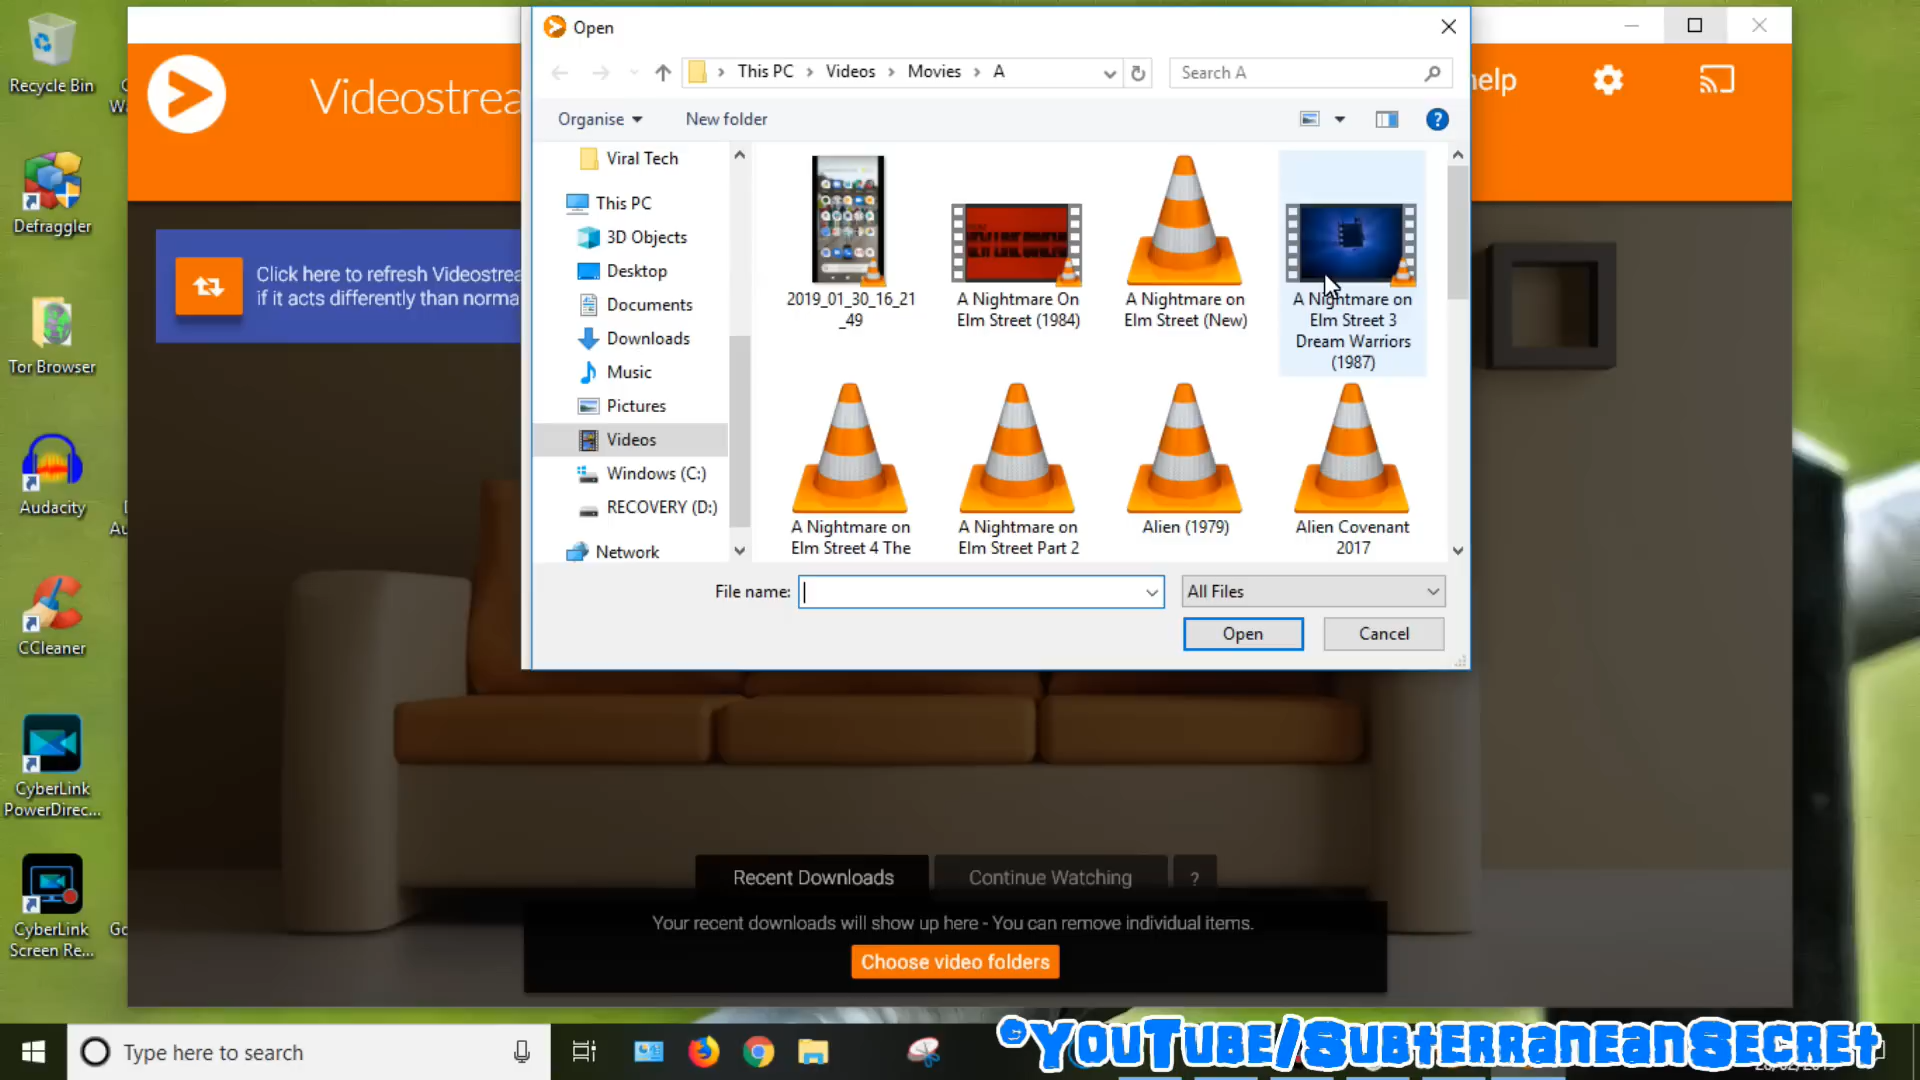 Recycle Bin
Defraggler
Tor Browser
Audacity
CCleaner
CyberLink
PowerDirec...
CyberLink
Screen Re...
Videostrea
Click here to refresh Videostrea
if it acts differently than norma
help
Open
This PC > Videos > Movies > A
Search A
Organise
New folder
Viral Tech
This PC
3D Objects
Desktop
Documents
Downloads
Music
Pictures
Videos
Windows (C:)
RECOVERY (D:)
Network
2019_01_30_16_21
_49
A Nightmare On
Elm Street (1984)
A Nightmare on
Elm Street (New)
A Nightmare on
Elm Street 3
Dream Warriors
(1987)
A Nightmare on
Elm Street 4 The
A Nightmare on
Elm Street Part 2
Alien (1979)
Alien Covenant
2017
File name:
All Files
Open
Cancel
Recent Downloads
Continue Watching
?
Your recent downloads will show up here - You can remove individual items.
Choose video folders
Type here to search
©YouTube/SubterraneanSecret